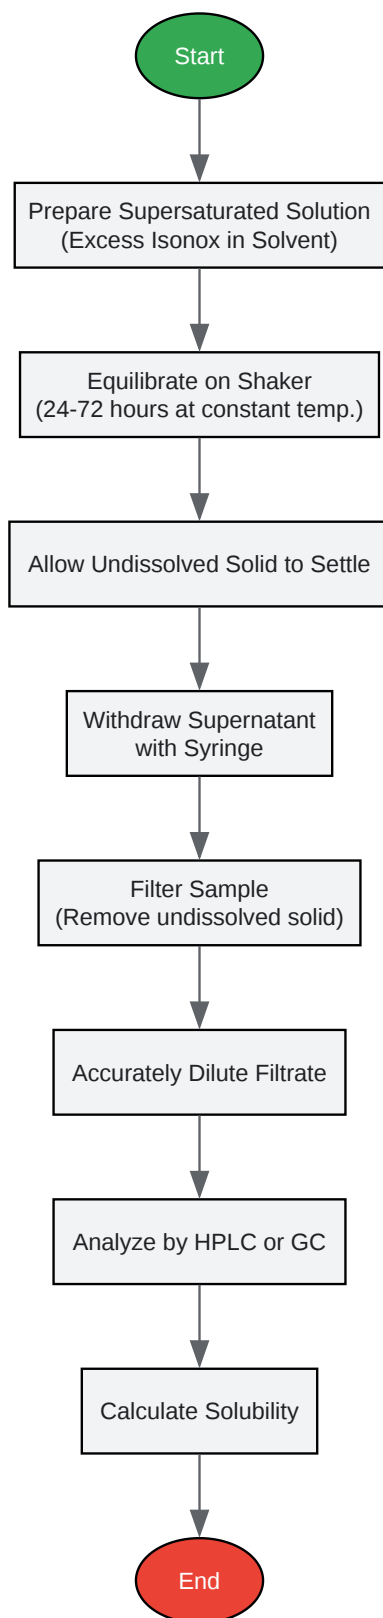 Start
Prepare Supersaturated Solution
(Excess Isonox in Solvent)
Equilibrate on Shaker
(24-72 hours at constant temp.)
Allow Undissolved Solid to Settle
Withdraw Supernatant
with Syringe
Filter Sample
(Remove undissolved solid)
Accurately Dilute Filtrate
Analyze by HPLC or GC
Calculate Solubility
End